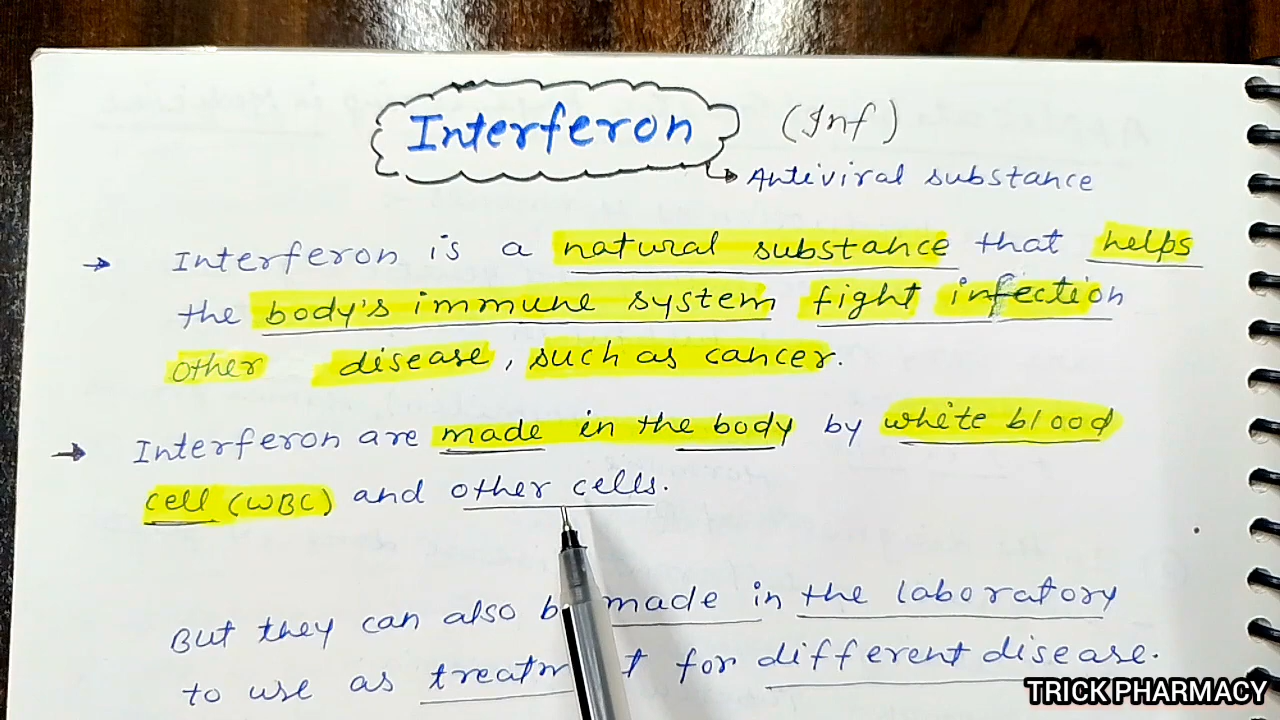 Interferon (Inf)
→ Antiviral substance
→ Interferon is a natural substance that helps
the body's immune system fight infection
other disease, such as cancer.
→ Interferon are made in the body by white blood
cell (WBC) and other cells.
But they can also made in the laboratory
to use as for different disease.
TRICK PHARMACY